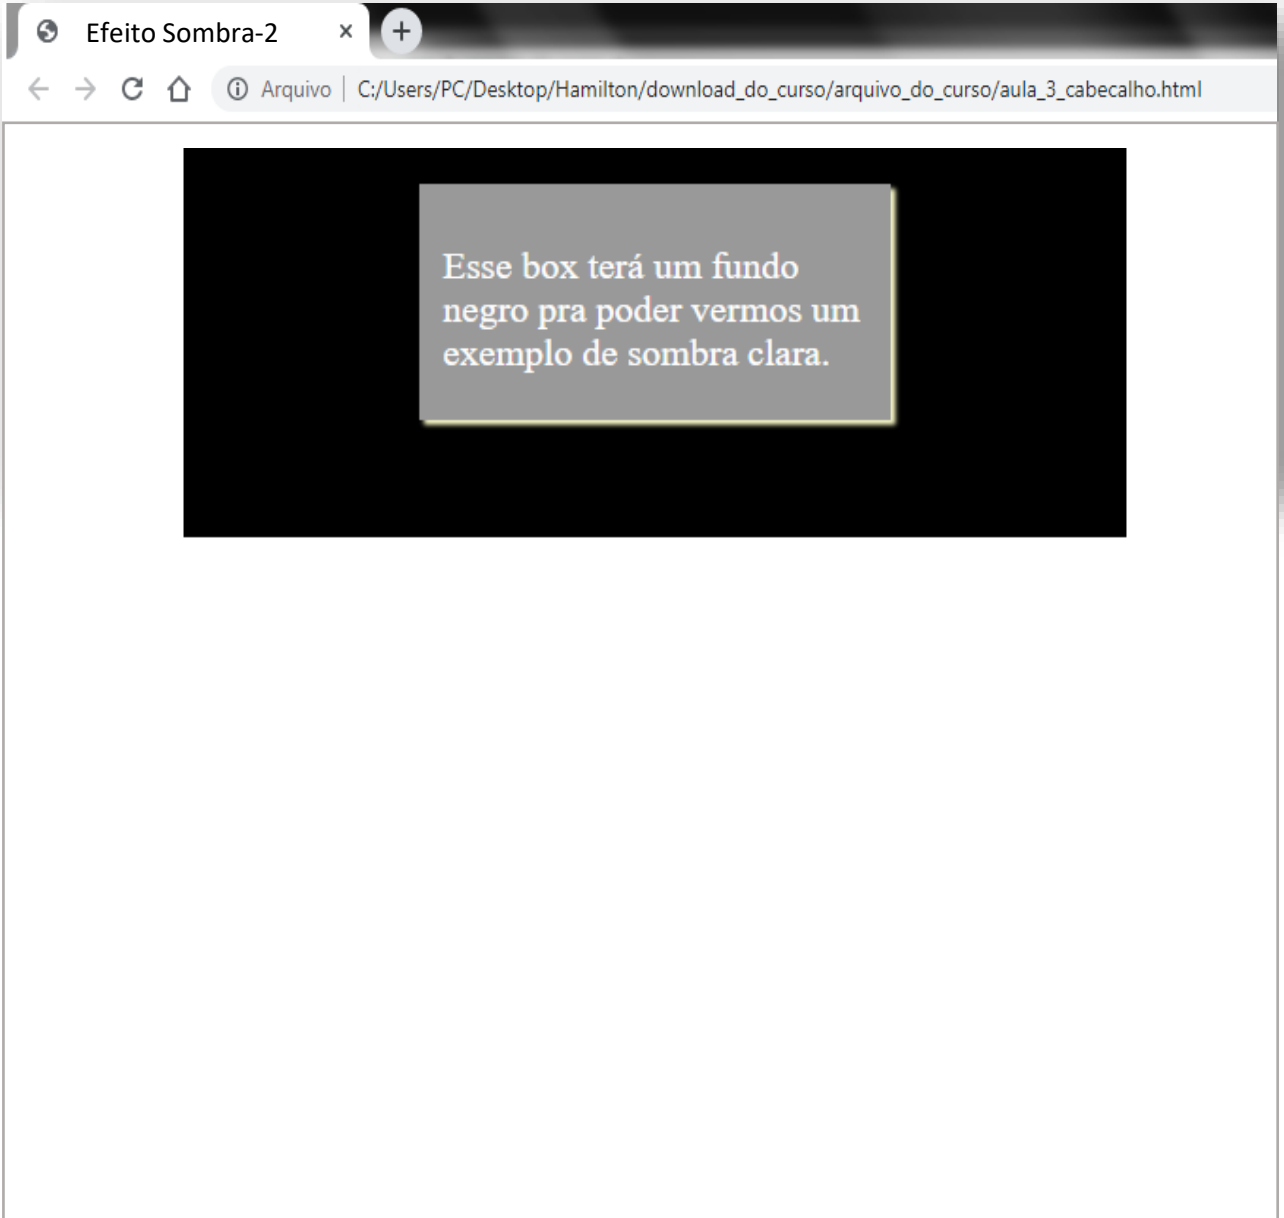 Efeito Sombra-2
Arquivo | C:/Users/PC/Desktop/Hamilton/download_do_curso/arquivo_do_curso/aula_3_cabecalho.html
Esse box terá um fundo
negro pra poder vermos um
exemplo de sombra clara.